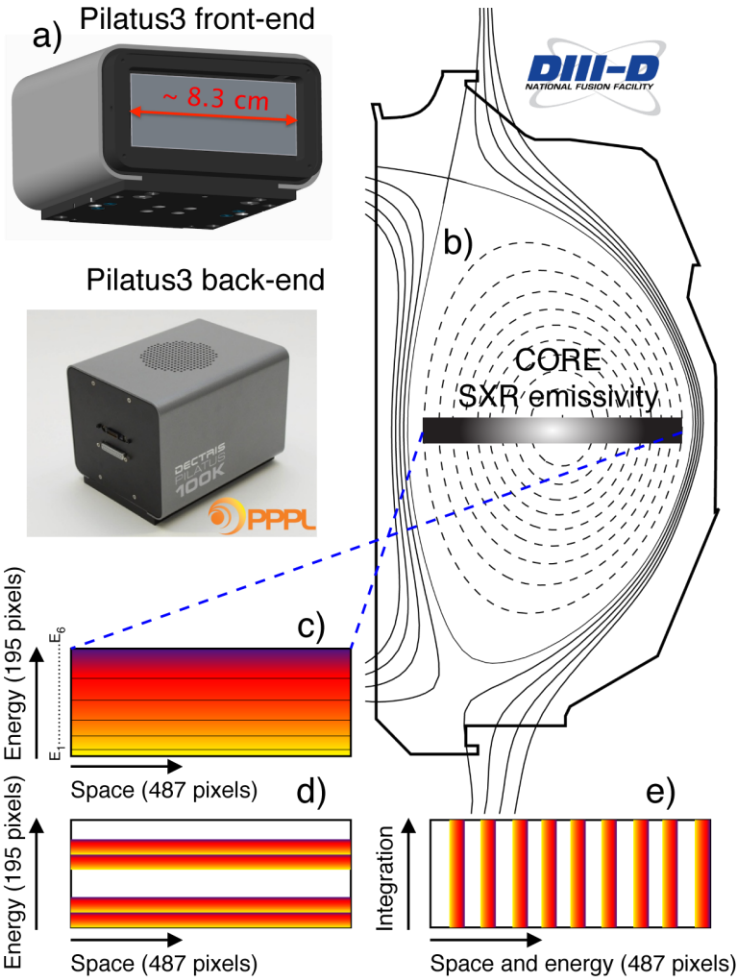 Pilatus3 front-end
a)
~ 8.3 cm
DIII-D
NATIONAL FUSION FACILITY
b)
Pilatus3 back-end
CORE
SXR emissivity
DECTRIS
PILATUS
100K
PPPL
c)
Energy (195 pixels)
E1
E6
Space (487 pixels)
d)
Energy (195 pixels)
Space (487 pixels)
e)
Integration
Space and energy (487 pixels)